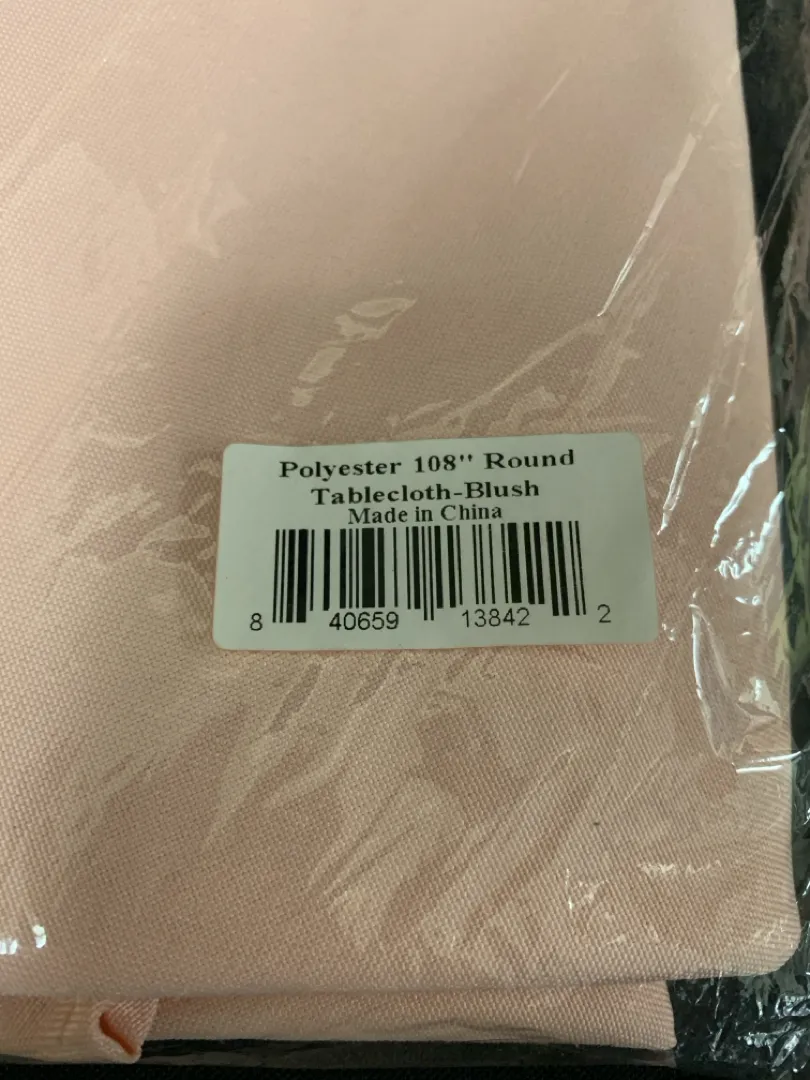 Polyester 108" Round
Tablecloth-Blush
Made in China
8 40659 13842 2